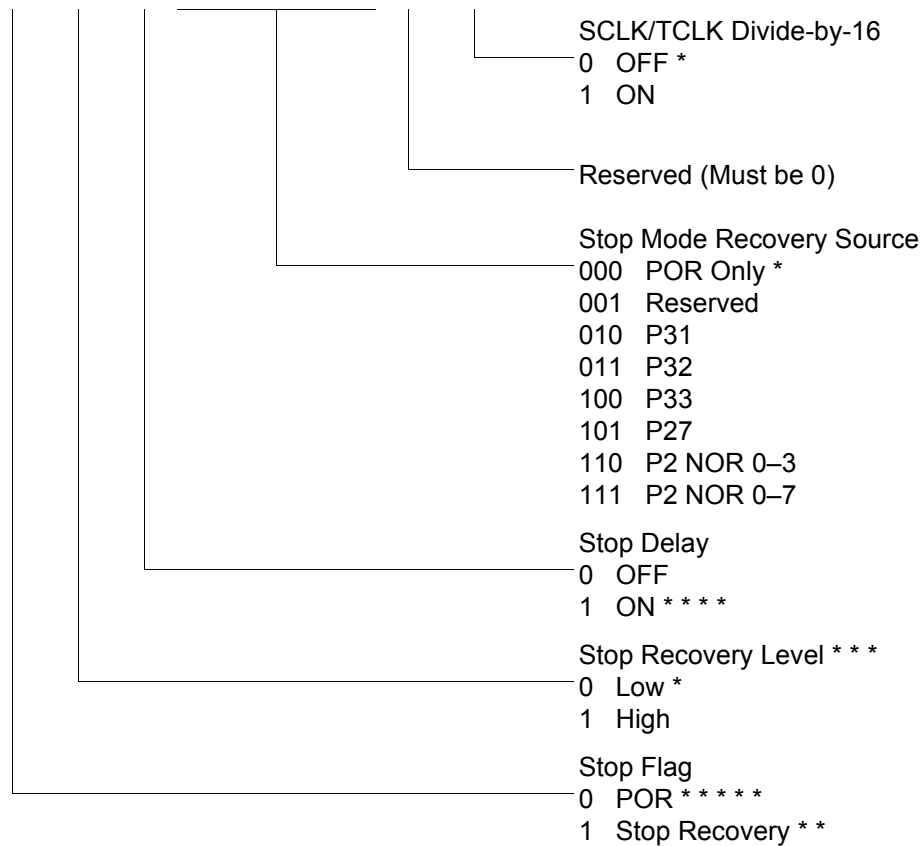 SCLK/TCLK Divide-by-16
0 OFF *
1 ON
Reserved (Must be 0)
Stop Mode Recovery Source
000 POR Only *
001 Reserved
010 P31
011 P32
100 P33
101 P27
110 P2 NOR 0–3
111 P2 NOR 0–7
Stop Delay
0 OFF
1 ON * * * *
Stop Recovery Level * * *
0 Low *
1 High
Stop Flag
0 POR * * * * *
1 Stop Recovery * *